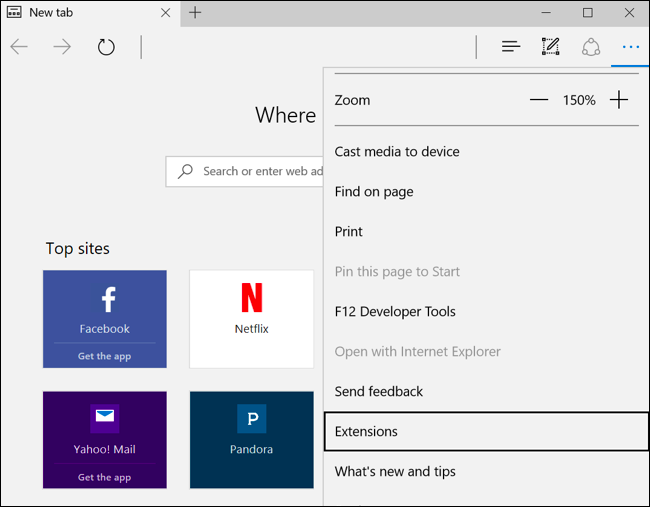 New tab
Where
Search or enter web ad
Top sites
Facebook
Get the app
Netflix
Yahoo! Mail
Get the app
P
Pandora
Zoom
150%
Cast media to device
Find on page
Print
Pin this page to Start
F12 Developer Tools
Open with Internet Explorer
Send feedback
Extensions
What's new and tips